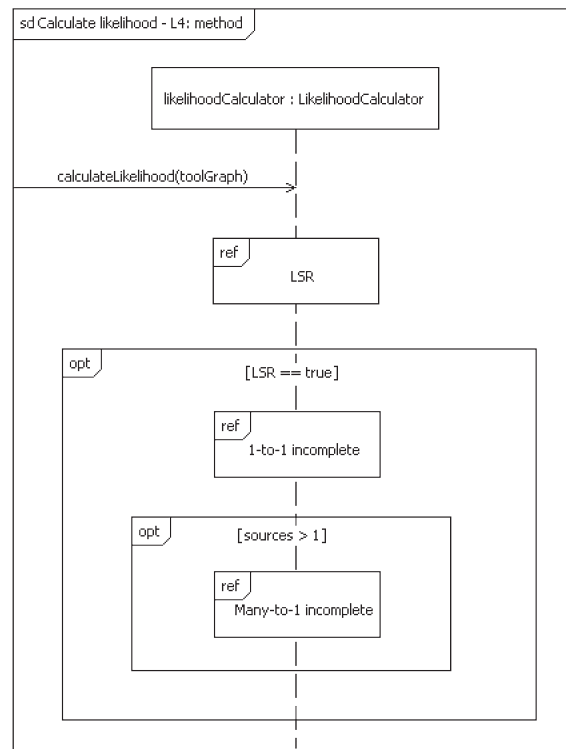 sd Calculate likelihood - L4: method
likelihoodCalculator : LikelihoodCalculator
calculateLikelihood(toolGraph)
ref
LSR
opt
[LSR == true]
ref
1-to-1 incomplete
opt
[sources > 1]
ref
Many-to-1 incomplete